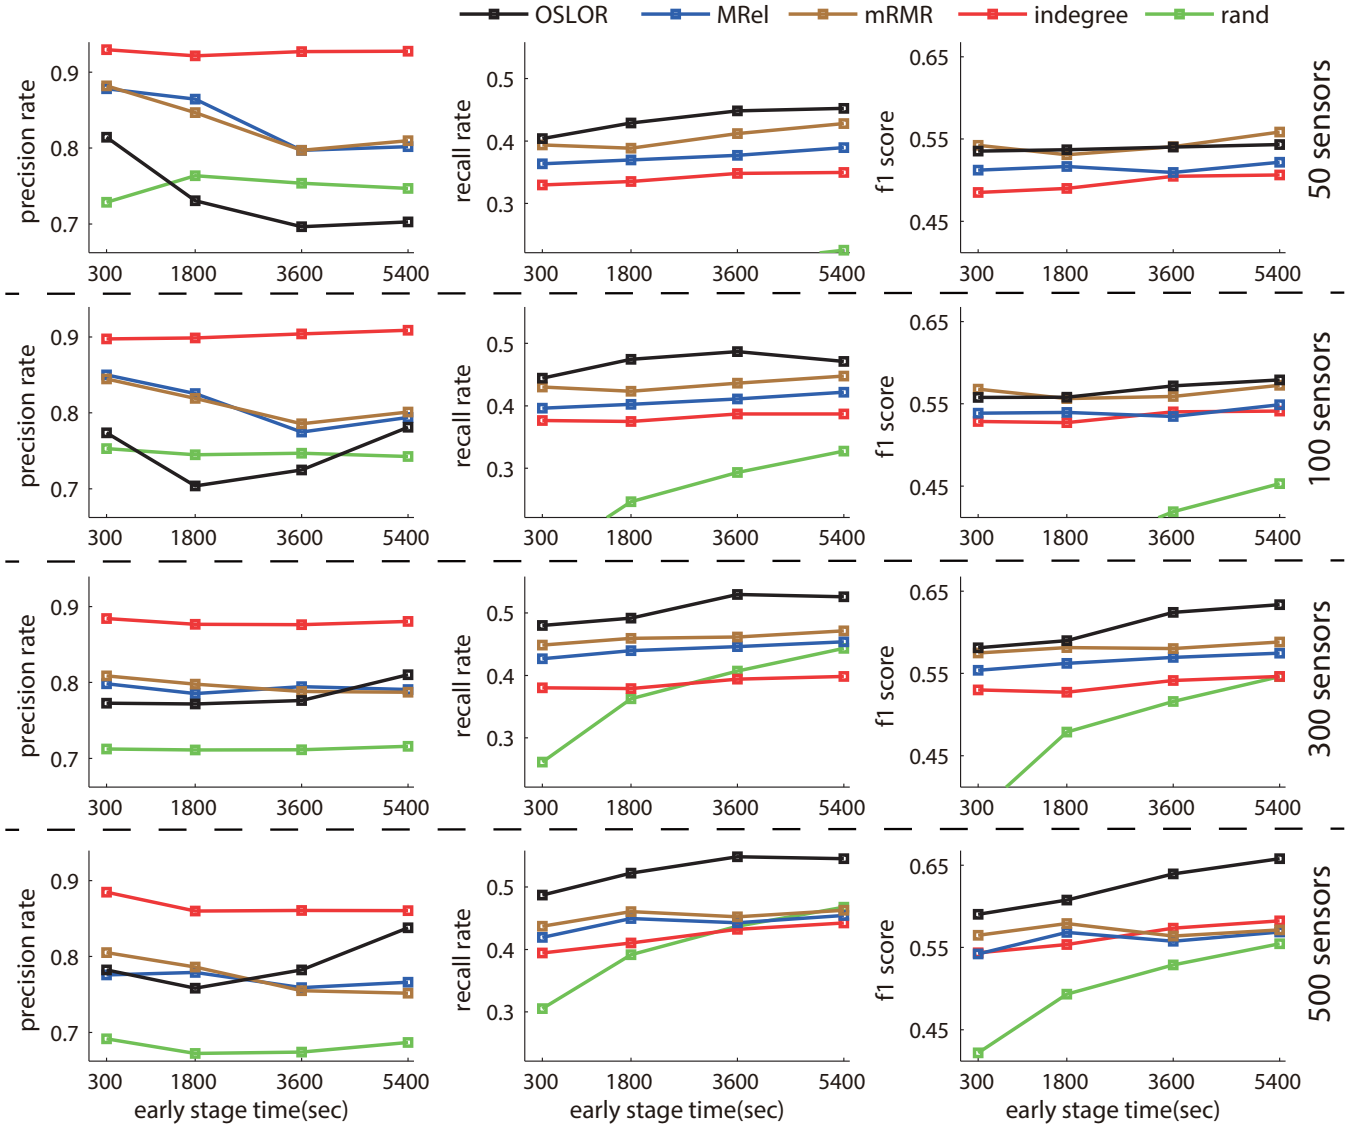 OSLOR MRel mRMR indegree rand
precision rate
0.9
0.8
0.7
300 1800 3600 5400
recall rate
0.5
0.4
0.3
300 1800 3600 5400
f1 score
0.65
0.55
0.45
300 1800 3600 5400
50 sensors
precision rate
0.9
0.8
0.7
300 1800 3600 5400
recall rate
0.5
0.4
0.3
300 1800 3600 5400
f1 score
0.65
0.55
0.45
300 1800 3600 5400
100 sensors
precision rate
0.9
0.8
0.7
300 1800 3600 5400
recall rate
0.5
0.4
0.3
300 1800 3600 5400
f1 score
0.65
0.55
0.45
300 1800 3600 5400
300 sensors
precision rate
0.9
0.8
0.7
300 1800 3600 5400
early stage time(sec)
recall rate
0.5
0.4
0.3
300 1800 3600 5400
early stage time(sec)
f1 score
0.65
0.55
0.45
300 1800 3600 5400
early stage time(sec)
500 sensors